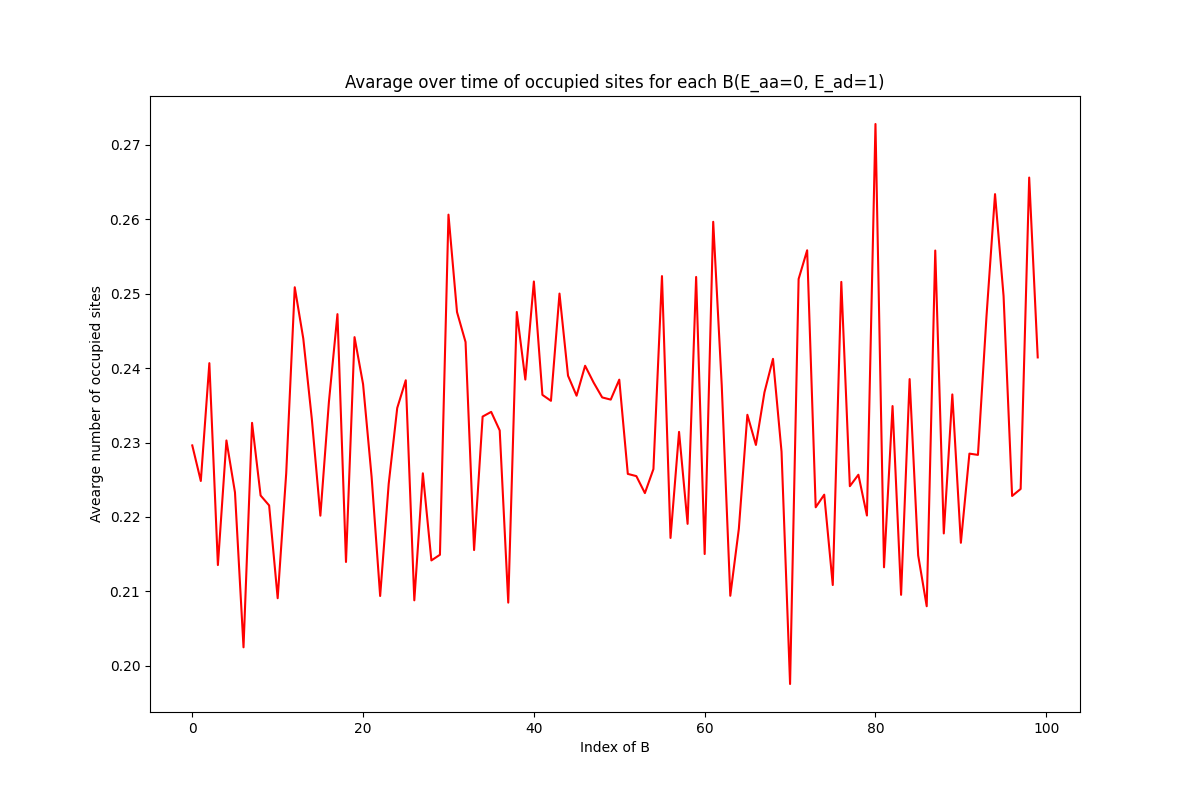 Avarage over time of occupied sites for each B(E_aa=0, E_ad=1)
0.27
0.26
0.25
0.24
0.23
0.22
0.21
0.20
Avearge number of occupied sites
0 20 40 60 80 100
Index of B